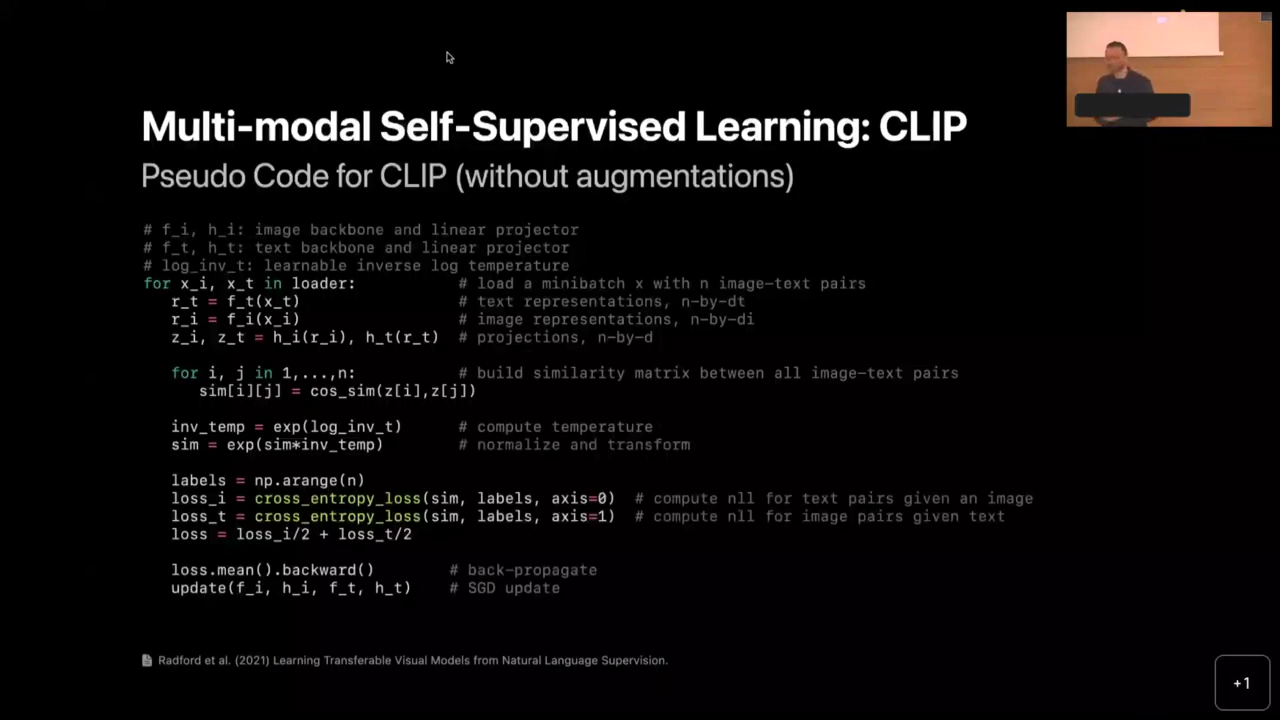 Multi-modal Self-Supervised Learning: CLIP
Pseudo Code for CLIP (without augmentations)
# f_i, h_i: image backbone and linear projector
# f_t, h_t: text backbone and linear projector
# log_inv_t: learnable inverse log temperature
for x_i, x_t in loader: # load a minibatch x with n image-text pairs
r_t = f_t(x_t) # text representations, n-by-dt
r_i = f_i(x_i) # image representations, n-by-di
z_i, z_t = h_i(r_i), h_t(r_t) # projections, n-by-d
for i, j in 1,...,n: # build similarity matrix between all image-text pairs
sim[i][j] = cos_sim(z[i],z[j])
inv_temp = exp(log_inv_t) # compute temperature
sim = exp(sim*inv_temp) # normalize and transform
labels = np.arange(n)
loss_i = cross_entropy_loss(sim, labels, axis=0) # compute nll for text pairs given an image
loss_t = cross_entropy_loss(sim, labels, axis=1) # compute nll for image pairs given text
loss = loss_i/2 + loss_t/2
loss.mean().backward() # back-propagate
update(f_i, h_i, f_t, h_t) # SGD update
Radford et al. (2021) Learning Transferable Visual Models from Natural Language Supervision.
+1